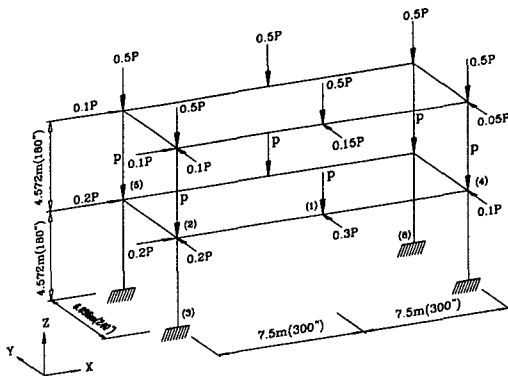 0.5P
0.5P
0.5P
0.1P
0.5P
0.5P
0.5P
0.1P
0.1P
0.15P
0.05P
4.572m(180")
P
P
P
P
P
(5)
(4)
0.2P
(2)
(1)
0.1P
0.2P
0.2P
0.3P
(6)
4.572m(180")
(3)
7.5m(300")
7.5m(300")
Z
Y
X